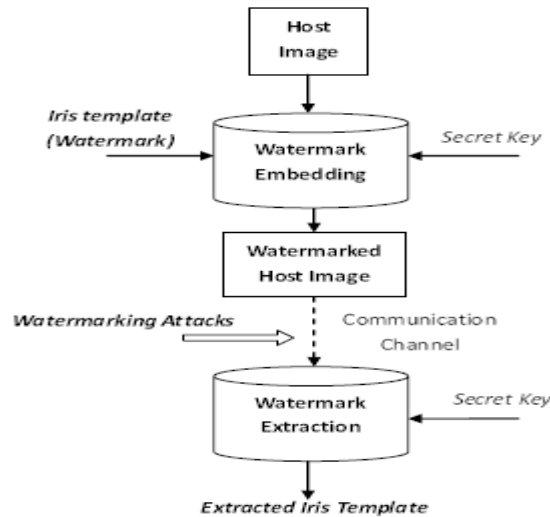 Host
Image
Iris template
(Watermark)
Secret Key
Watermark
Embedding
Watermarked
Host Image
Watermarking Attacks
Communication
Channel
Watermark
Extraction
Secret Key
Extracted Iris Template